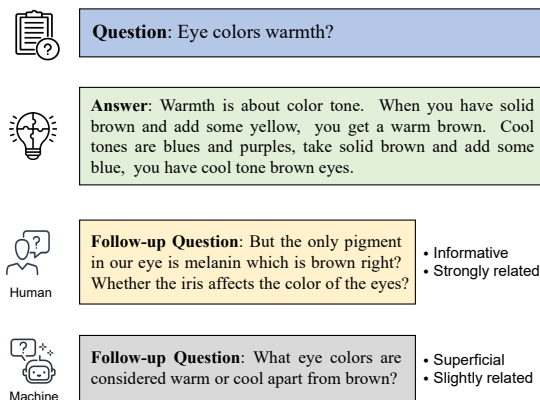 Question: Eye colors warmth?
Answer: Warmth is about color tone. When you have solid
brown and add some yellow, you get a warm brown. Cool
tones are blues and purples, take solid brown and add some
blue, you have cool tone brown eyes.
Human
Follow-up Question: But the only pigment
in our eye is melanin which is brown right?
Whether the iris affects the color of the eyes?
• Informative
• Strongly related
Machine
Follow-up Question: What eye colors are
considered warm or cool apart from brown?
• Superficial
• Slightly related